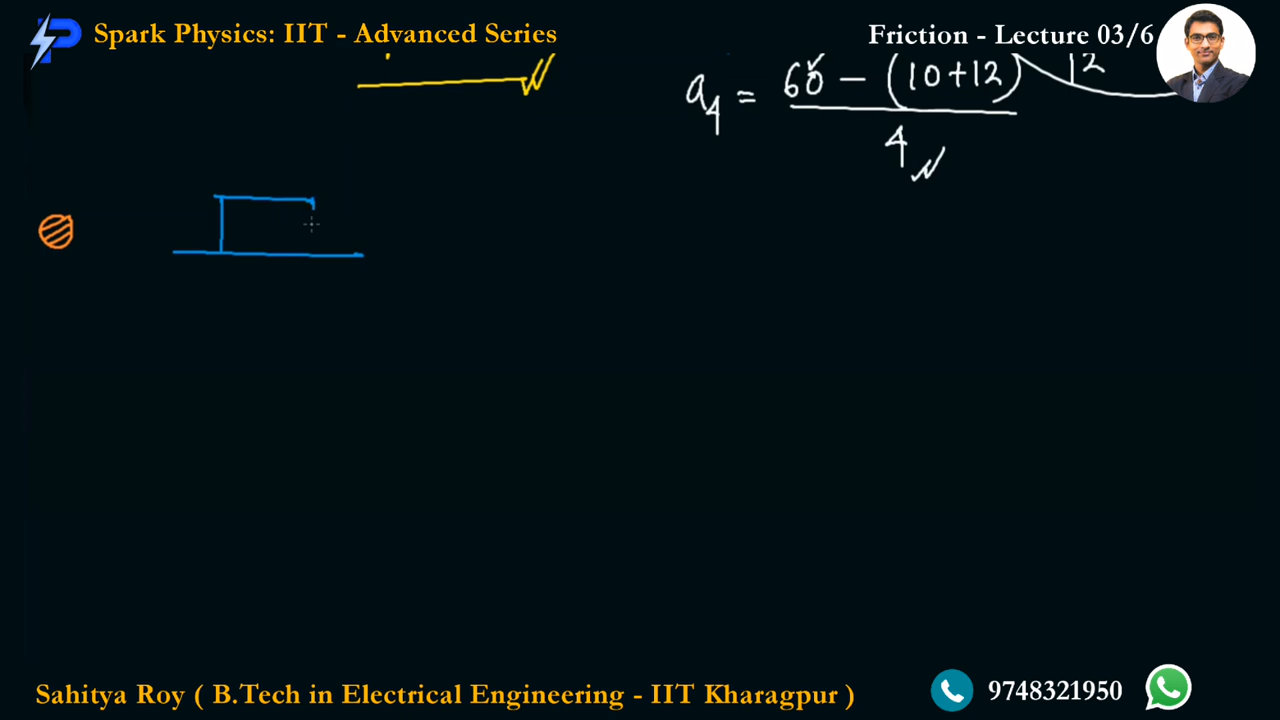 Spark Physics: IIT - Advanced Series
Friction - Lecture 03/6
a₄ = 60 − (10+12) 12
4
Sahitya Roy ( B.Tech in Electrical Engineering - IIT Kharagpur )
9748321950